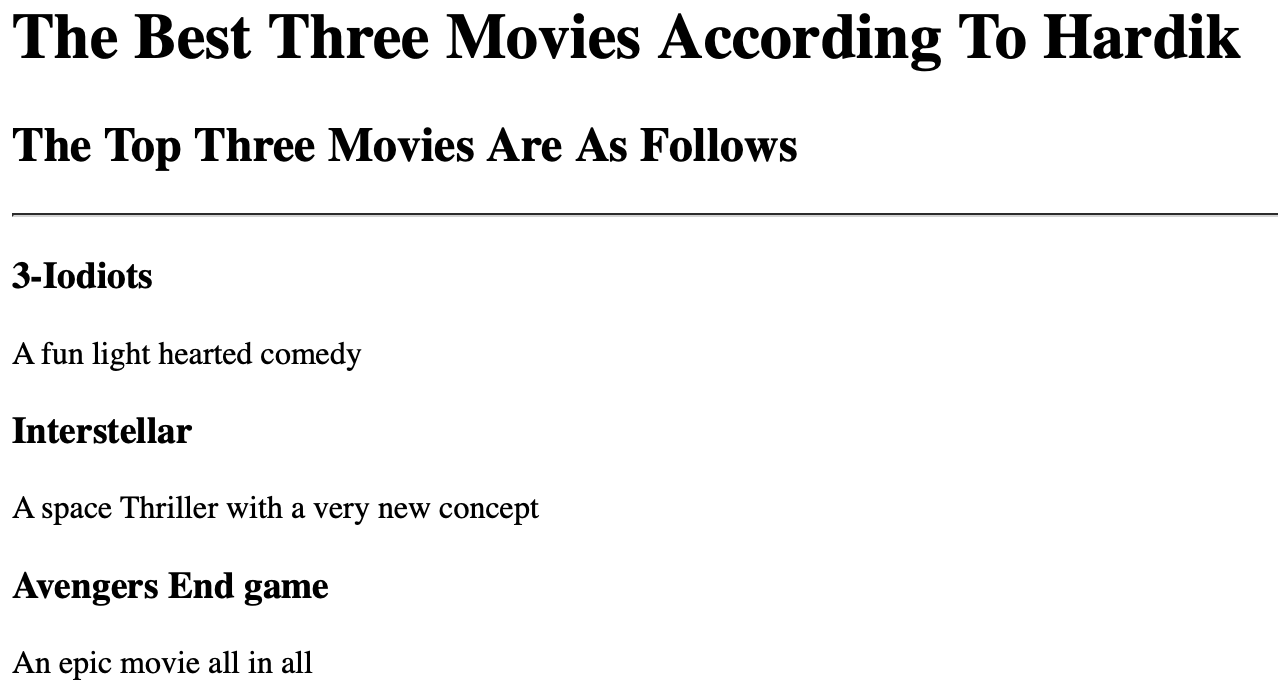 The Best Three Movies According To Hardik
The Top Three Movies Are As Follows
3-Iodiots
A fun light hearted comedy
Interstellar
A space Thriller with a very new concept
Avengers End game
An epic movie all in all